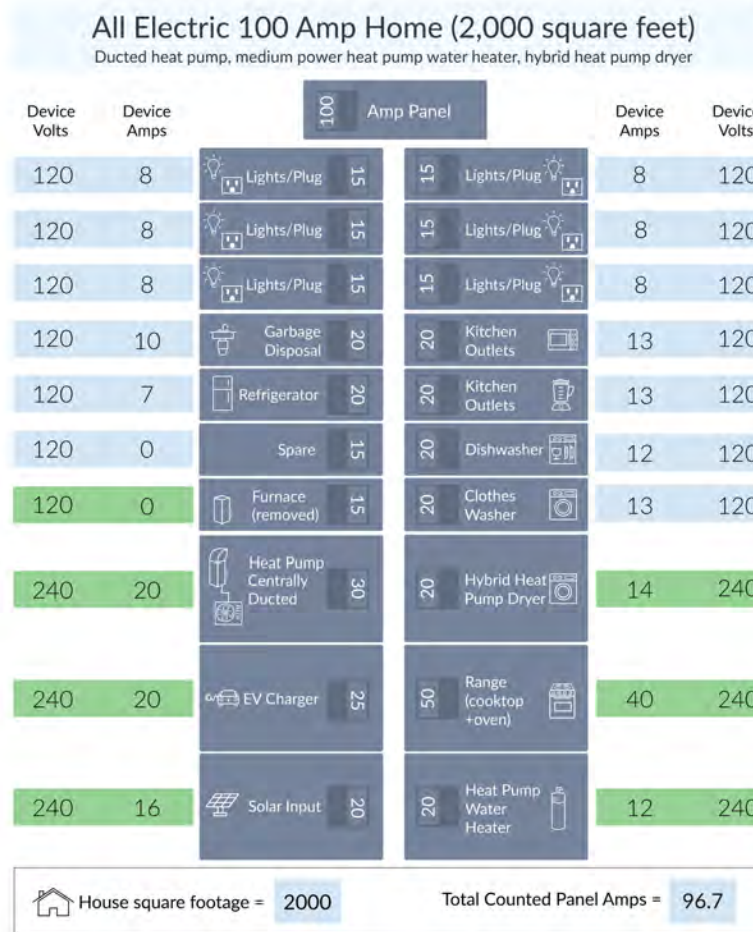 All Electric 100 Amp Home (2,000 square feet)
Ducted heat pump, medium power heat pump water heater, hybrid heat pump dryer
Device Volts Device Amps 100 Amp Panel Device Amps Device Volts
120 8 Lights/Plug 15 15 Lights/Plug 8 120
120 8 Lights/Plug 15 15 Lights/Plug 8 120
120 8 Lights/Plug 15 15 Lights/Plug 8 120
120 10 Garbage Disposal 20 20 Kitchen Outlets 13 120
120 7 Refrigerator 20 20 Kitchen Outlets 13 120
120 0 Spare 15 20 Dishwasher 12 120
120 0 Furnace (removed) 15 20 Clothes Washer 13 120
240 20 Heat Pump Centrally Ducted 30 20 Hybrid Heat Pump Dryer 14 240
240 20 EV Charger 25 50 Range (cooktop +oven) 40 240
240 16 Solar Input 20 20 Heat Pump Water Heater 12 240
House square footage = 2000 Total Counted Panel Amps = 96.7